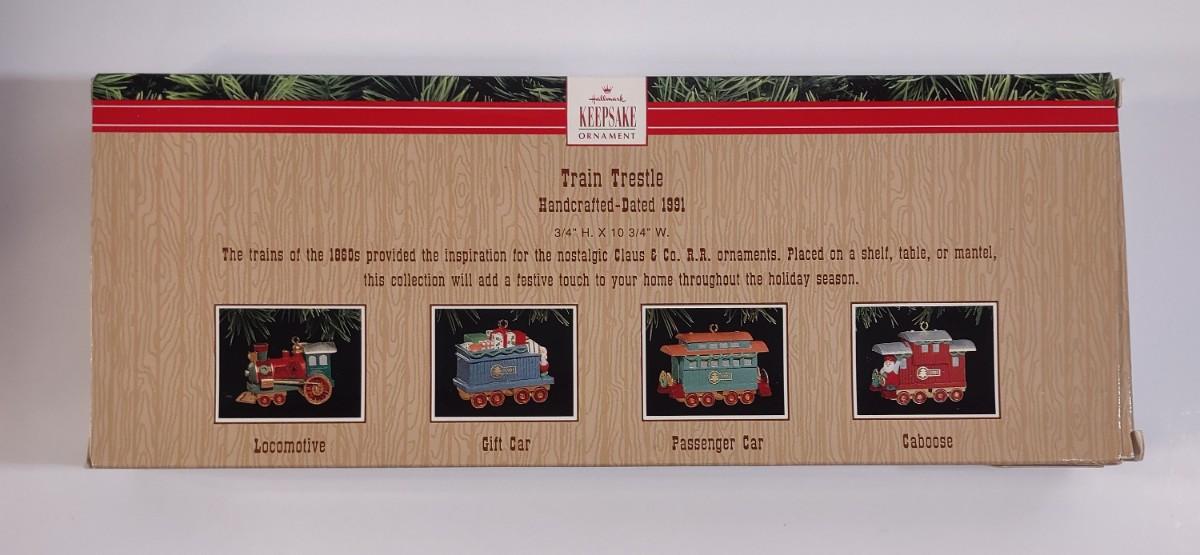 Hallmark
KEEPSAKE
ORNAMENT
Train Trestle
Handcrafted-Dated 1991
3/4" H. X 10 3/4" W.
The trains of the 1860s provided the inspiration for the nostalgic Claus & Co. R.R. ornaments. Placed on a shelf, table, or mantel,
this collection will add a festive touch to your home throughout the holiday season.
Locomotive
Gift Car
Passenger Car
Caboose